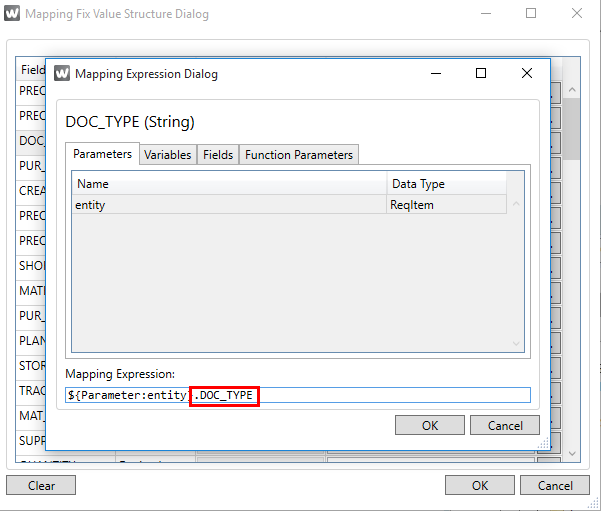 Mapping Fix Value Structure Dialog
Field
Mapping Expression Dialog
DOC_TYPE (String)
Parameters Variables Fields Function Parameters
Name Data Type
entity ReqItem
Mapping Expression:
${Parameter:entity}.DOC_TYPE
OK Cancel
PREC
PREC
DOC_
PUR_
CREA
PREC
PREC
SHOI
MATI
PUR_
PLAN
STOR
TRAC
MAT_
SUPP
Clear OK Cancel